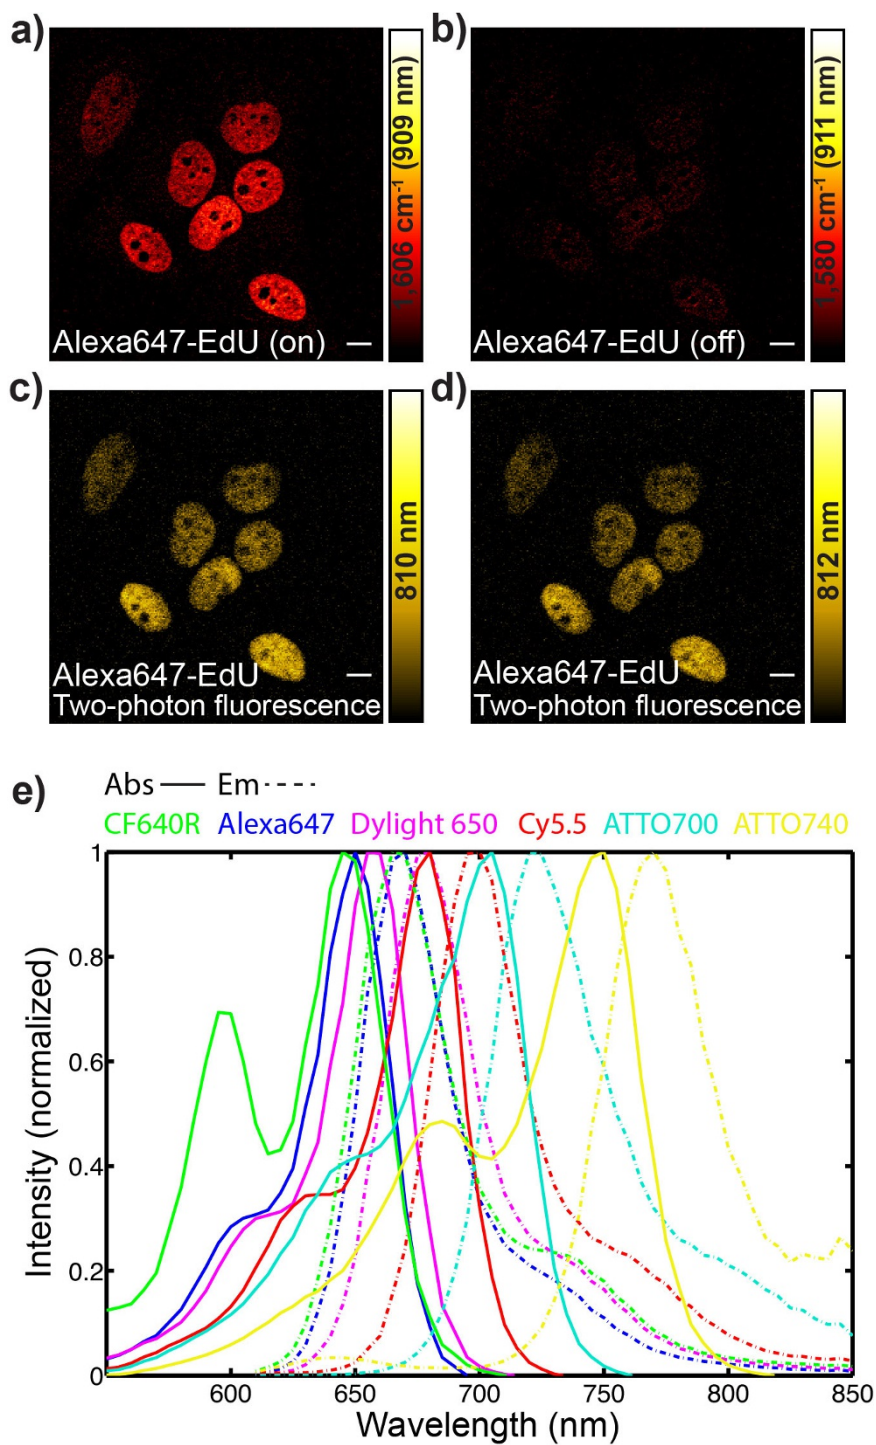 a)
1,606 cm⁻¹ (909 nm)
Alexa647-EdU (on)
b)
1,580 cm⁻¹ (911 nm)
Alexa647-EdU (off)
c)
810 nm
Alexa647-EdU
Two-photon fluorescence
d)
812 nm
Alexa647-EdU
Two-photon fluorescence
e)
Abs Em
CF640R Alexa647 Dylight 650 Cy5.5 ATTO700 ATTO740
Intensity (normalized)
1
0.8
0.6
0.4
0.2
0
600 650 700 750 800 850
Wavelength (nm)